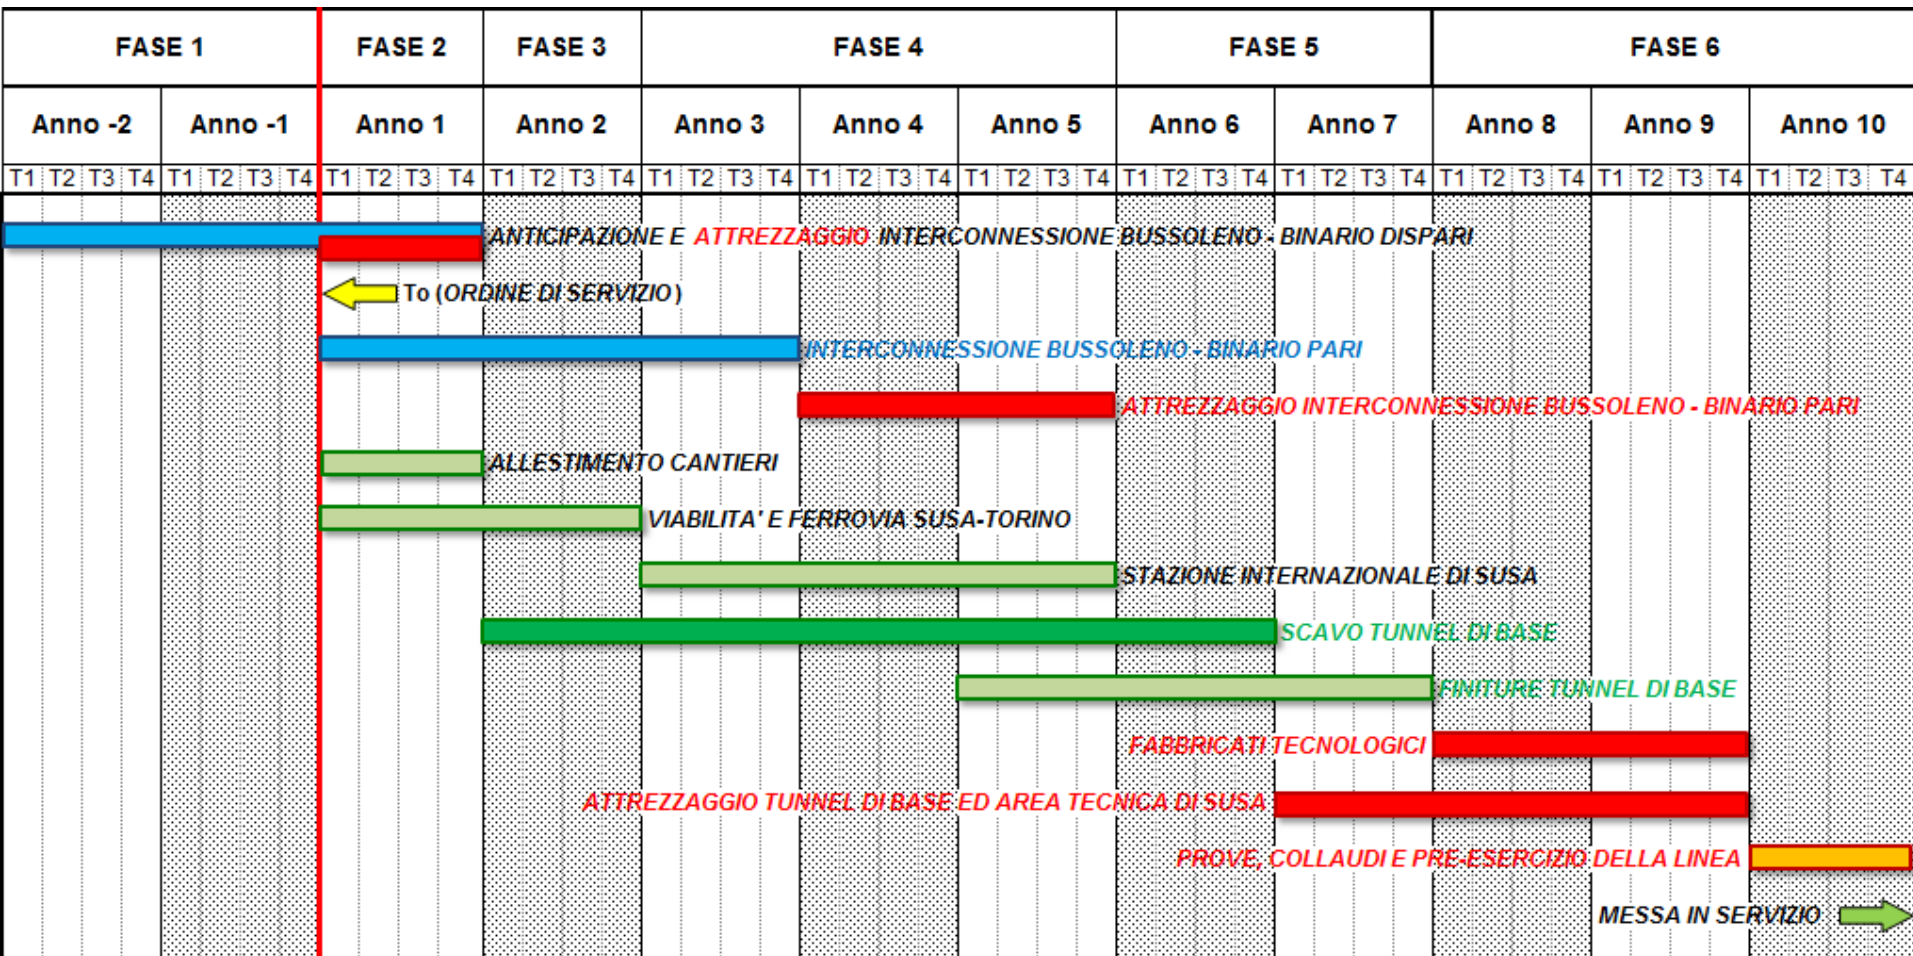 FASE 1 FASE 2 FASE 3 FASE 4 FASE 5 FASE 6
Anno -2 Anno -1 Anno 1 Anno 2 Anno 3 Anno 4 Anno 5 Anno 6 Anno 7 Anno 8 Anno 9 Anno 10
T1 T2 T3 T4 T1 T2 T3 T4 T1 T2 T3 T4 T1 T2 T3 T4 T1 T2 T3 T4 T1 T2 T3 T4 T1 T2 T3 T4 T1 T2 T3 T4 T1 T2 T3 T4 T1 T2 T3 T4 T1 T2 T3 T4 T1 T2 T3 T4
ANTICIPAZIONE E ATTREZZAGGIO INTERCONNESSIONE BUSSOLENO - BINARIO DISPARI
To (ORDINE DI SERVIZIO)
INTERCONNESSIONE BUSSOLENO - BINARIO PARI
ATTREZZAGGIO INTERCONNESSIONE BUSSOLENO - BINARIO PARI
ALLESTIMENTO CANTIERI
VIABILITA' E FERROVIA SUSA-TORINO
STAZIONE INTERNAZIONALE DI SUSA
SCAVO TUNNEL DI BASE
FINITURE TUNNEL DI BASE
FABBRICATI TECNOLOGICI
ATTREZZAGGIO TUNNEL DI BASE ED AREA TECNICA DI SUSA
PROVE, COLLAUDI E PRE-ESERCIZIO DELLA LINEA
MESSA IN SERVIZIO